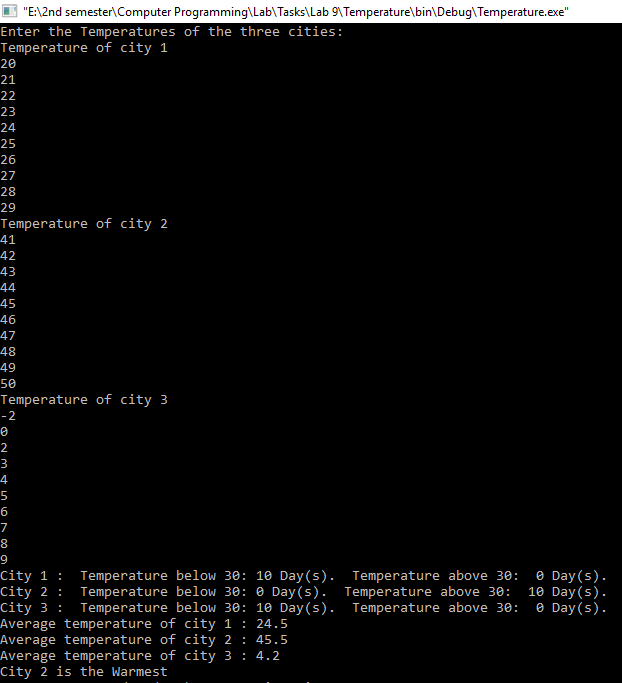 "E:\2nd semester\Computer Programming\Lab\Tasks\Lab 9\Temperature\bin\Debug\Temperature.exe"
Enter the Temperatures of the three cities:
Temperature of city 1
20
21
22
23
24
25
26
27
28
29
Temperature of city 2
41
42
43
44
45
46
47
48
49
50
Temperature of city 3
-2
0
2
3
4
5
6
7
8
9
City 1 :  Temperature below 30: 10 Day(s).  Temperature above 30:  0 Day(s).
City 2 :  Temperature below 30: 0 Day(s).  Temperature above 30:  10 Day(s).
City 3 :  Temperature below 30: 10 Day(s).  Temperature above 30:  0 Day(s).
Average temperature of city 1 : 24.5
Average temperature of city 2 : 45.5
Average temperature of city 3 : 4.2
City 2 is the Warmest